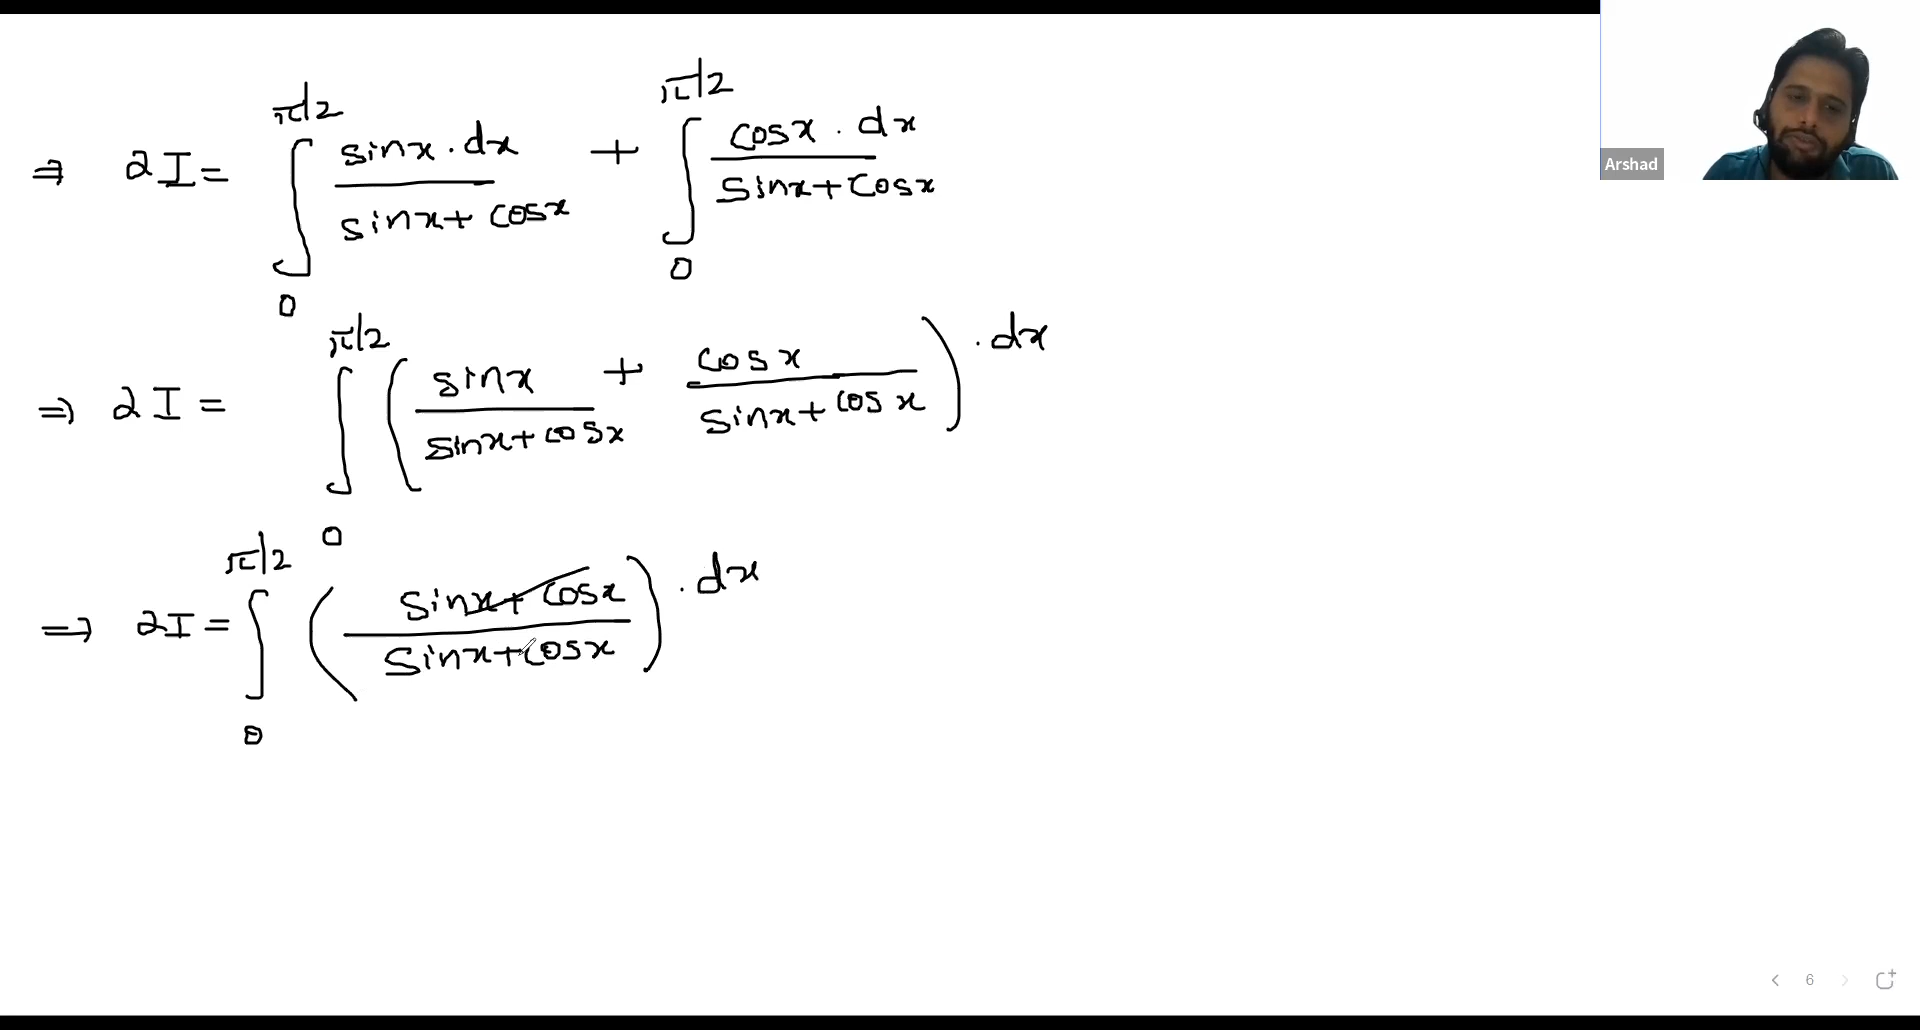 ⇒ 2I = ∫₀^(π/2) (sinx . dx)/(sinx + cosx) + ∫₀^(π/2) (cosx . dx)/(sinx + cosx)
Arshad
⇒ 2I = ∫₀^(π/2) ( sinx/(sinx + cosx) + cosx/(sinx + cosx) ) . dx
⇒ 2I = ∫₀^(π/2) ( (sinx + cosx)/(sinx + cosx) ) . dx
6